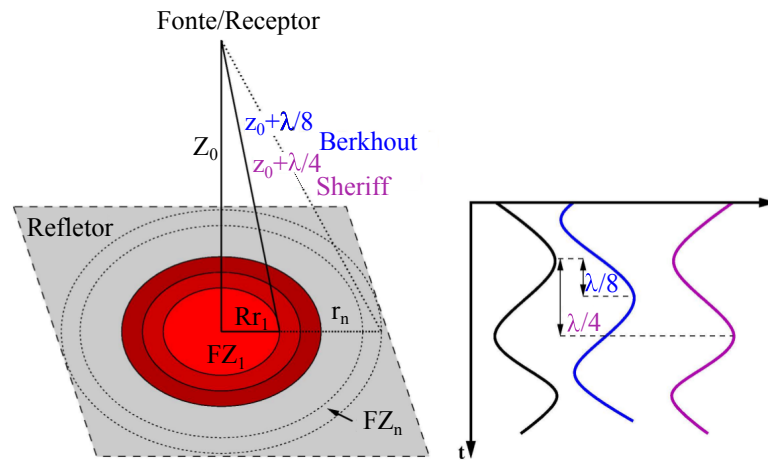 Fonte/Receptor
Z₀
z₀+λ/8
Berkhout
z₀+λ/4
Sheriff
Refletor
Rr₁
rₙ
FZ₁
FZₙ
λ/8
λ/4
t